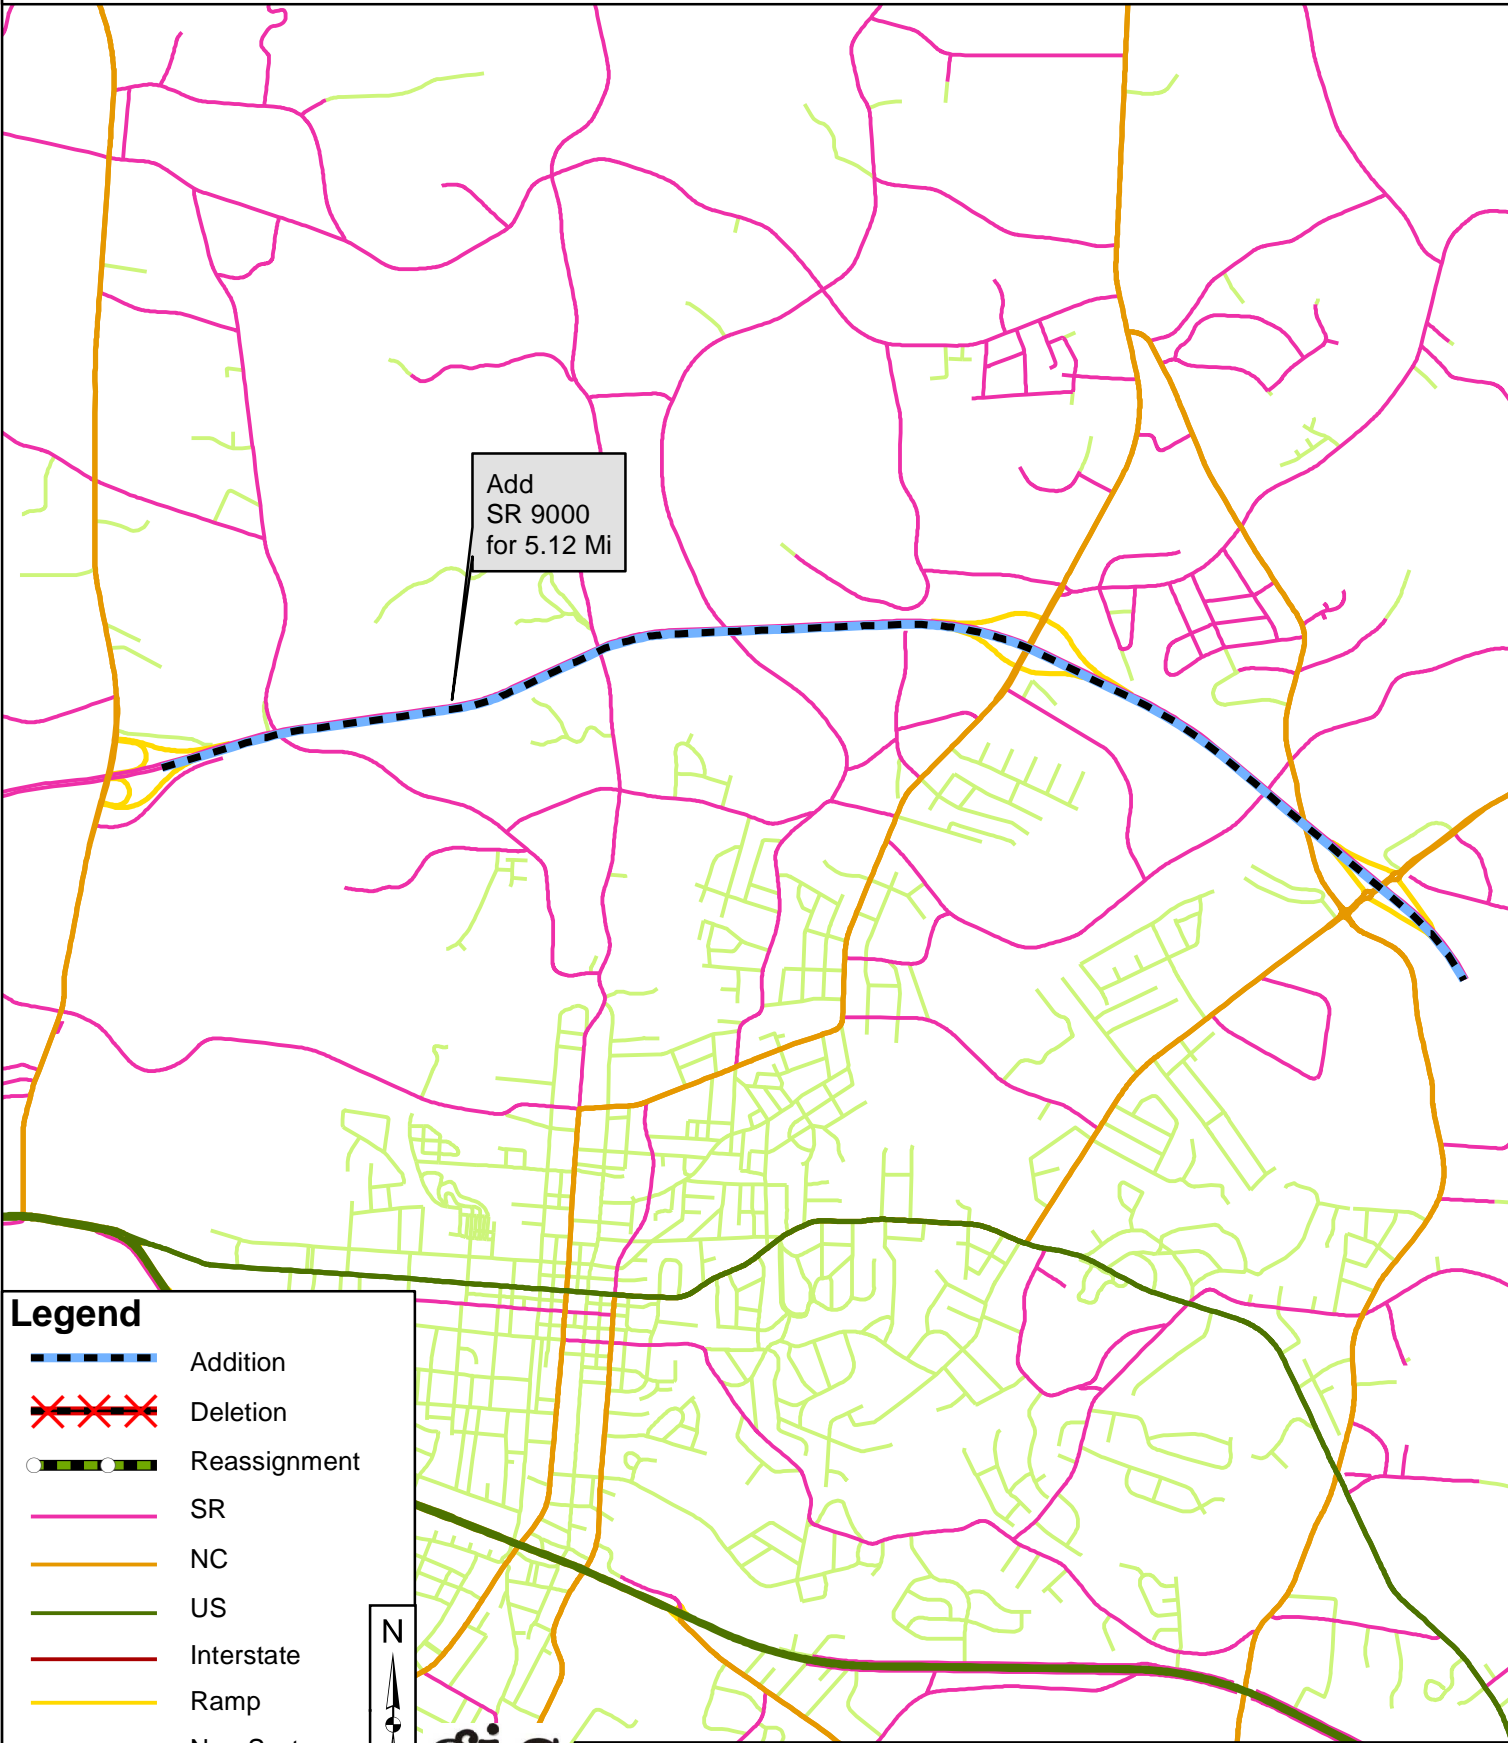 Add
SR 9000
for 5.12 Mi
Legend
Addition
Deletion
Reassignment
SR
NC
US
Interstate
Ramp
N